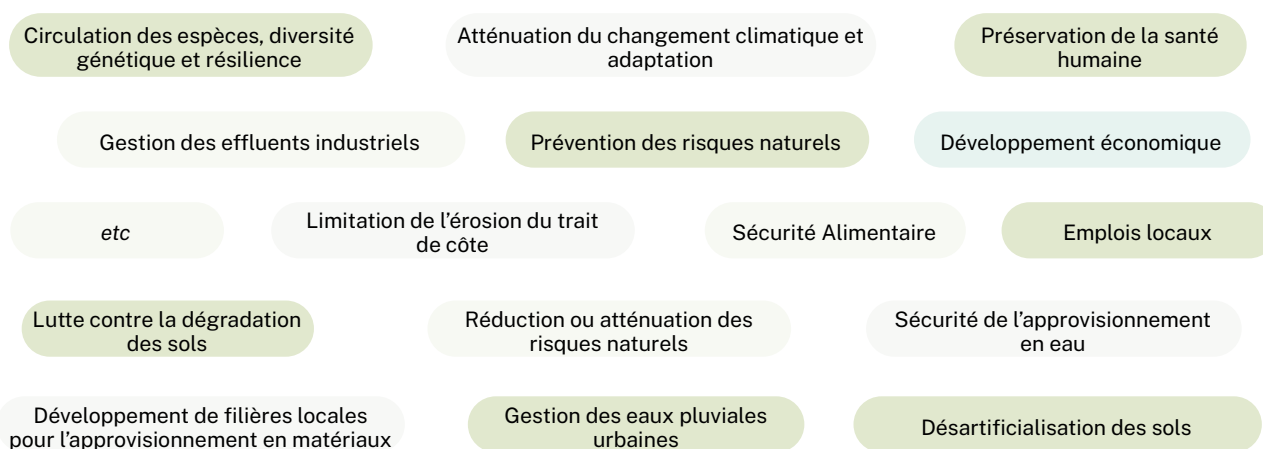 Circulation des espèces, diversité
génétique et résilience
Atténuation du changement climatique et
adaptation
Préservation de la santé
humaine
Gestion des effluents industriels
Prévention des risques naturels
Développement économique
etc
Limitation de l’érosion du trait
de côte
Sécurité Alimentaire
Emplois locaux
Lutte contre la dégradation
des sols
Réduction ou atténuation des
risques naturels
Sécurité de l’approvisionnement
en eau
Développement de filières locales
pour l’approvisionnement en matériaux
Gestion des eaux pluviales
urbaines
Désartificialisation des sols